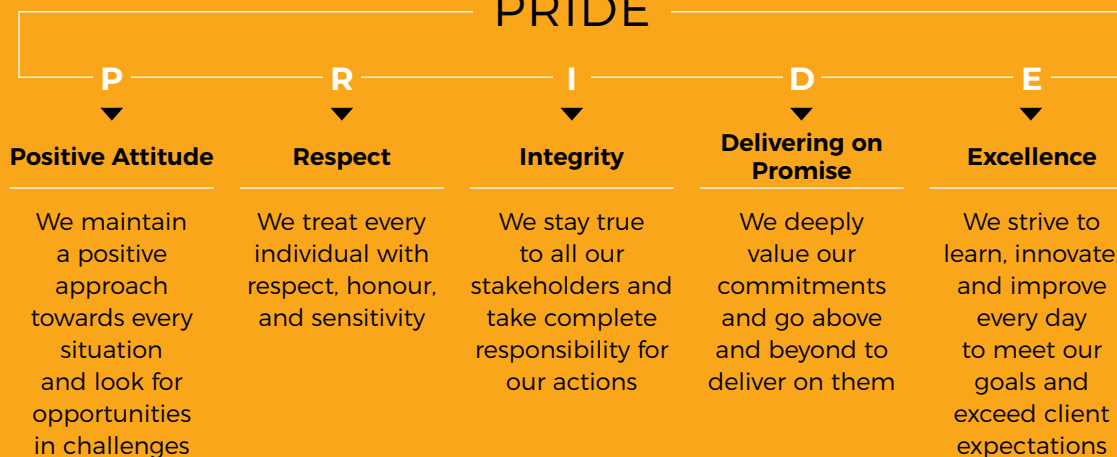 PRIDE
P
Positive Attitude
We maintain
a positive
approach
towards every
situation
and look for
opportunities
in challenges
R
Respect
We treat every
individual with
respect, honour,
and sensitivity
I
Integrity
We stay true
to all our
stakeholders and
take complete
responsibility for
our actions
D
Delivering on
Promise
We deeply
value our
commitments
and go above
and beyond to
deliver on them
E
Excellence
We strive to
learn, innovate
and improve
every day
to meet our
goals and
exceed client
expectations